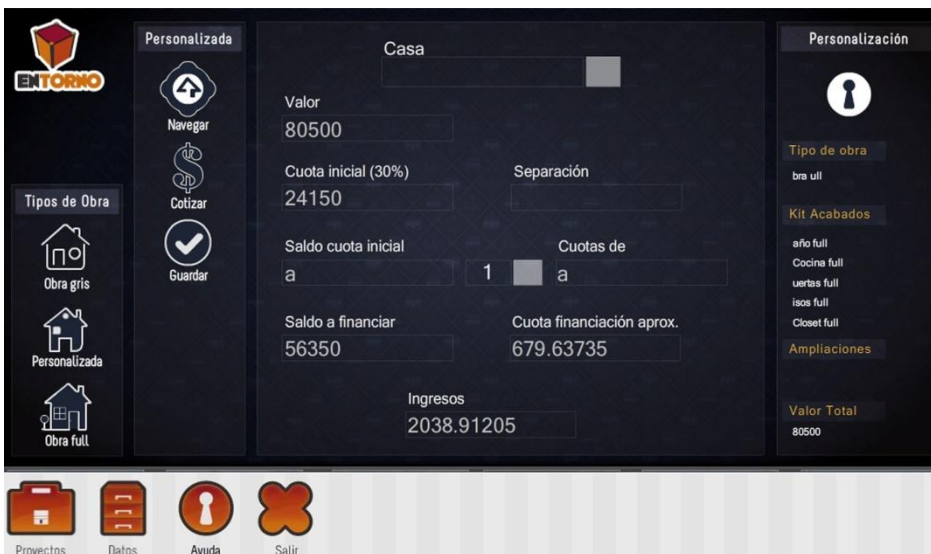 ENTORNO
Tipos de Obra
Obra gris
Personalizada
Obra full
Personalizada
Navegar
Cotizar
Guardar
Casa
Valor
80500
Cuota inicial (30%)
Separación
24150
Saldo cuota inicial
Cuotas de
a
1
a
Saldo a financiar
Cuota financiación aprox.
56350
679.63735
Ingresos
2038.91205
Personalización
Tipo de obra
bra ull
Kit Acabados
año full
Cocina full
uertas full
isos full
Closet full
Ampliaciones
Valor Total
80500
Proyectos
Datos
Ayuda
Salir